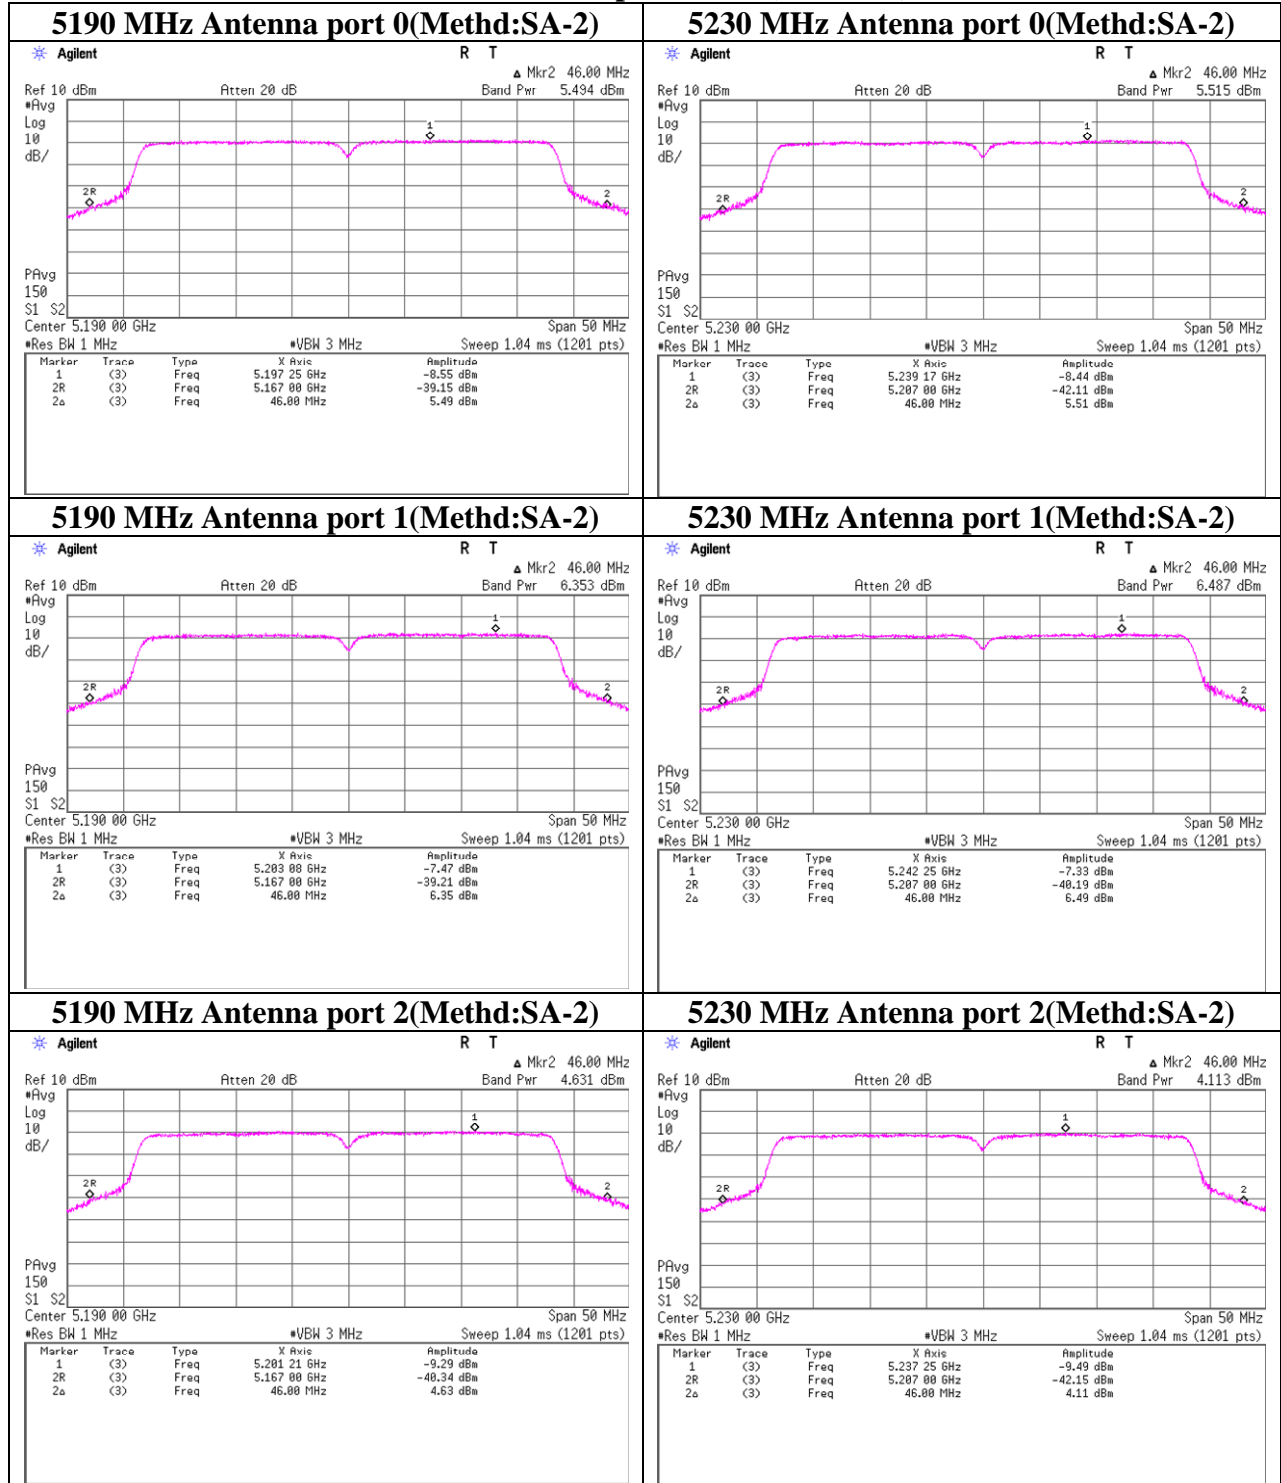 5190 MHz Antenna port 0(Methd:SA-2)
Agilent
R T
Δ Mkr2 46.00 MHz
Ref 10 dBm Atten 20 dB Band Pwr 5.494 dBm
#Avg
Log
10
dB/
1
2R
2
PAvg
150
S1 S2
Center 5.190 00 GHz Span 50 MHz
#Res BW 1 MHz #VBW 3 MHz Sweep 1.04 ms (1201 pts)
Marker Trace Type X Axis Amplitude
1 (3) Freq 5.197 25 GHz -8.55 dBm
2R (3) Freq 5.167 00 GHz -39.15 dBm
2Δ (3) Freq 46.00 MHz 5.49 dBm
5230 MHz Antenna port 0(Methd:SA-2)
Agilent
R T
Δ Mkr2 46.00 MHz
Ref 10 dBm Atten 20 dB Band Pwr 5.515 dBm
#Avg
Log
10
dB/
1
2R
2
PAvg
150
S1 S2
Center 5.230 00 GHz Span 50 MHz
#Res BW 1 MHz #VBW 3 MHz Sweep 1.04 ms (1201 pts)
Marker Trace Type X Axis Amplitude
1 (3) Freq 5.239 17 GHz -8.44 dBm
2R (3) Freq 5.207 00 GHz -42.11 dBm
2Δ (3) Freq 46.00 MHz 5.51 dBm
5190 MHz Antenna port 1(Methd:SA-2)
Agilent
R T
Δ Mkr2 46.00 MHz
Ref 10 dBm Atten 20 dB Band Pwr 6.353 dBm
#Avg
Log
10
dB/
1
2R
2
PAvg
150
S1 S2
Center 5.190 00 GHz Span 50 MHz
#Res BW 1 MHz #VBW 3 MHz Sweep 1.04 ms (1201 pts)
Marker Trace Type X Axis Amplitude
1 (3) Freq 5.203 08 GHz -7.47 dBm
2R (3) Freq 5.167 00 GHz -39.21 dBm
2Δ (3) Freq 46.00 MHz 6.35 dBm
5230 MHz Antenna port 1(Methd:SA-2)
Agilent
R T
Δ Mkr2 46.00 MHz
Ref 10 dBm Atten 20 dB Band Pwr 6.487 dBm
#Avg
Log
10
dB/
1
2R
2
PAvg
150
S1 S2
Center 5.230 00 GHz Span 50 MHz
#Res BW 1 MHz #VBW 3 MHz Sweep 1.04 ms (1201 pts)
Marker Trace Type X Axis Amplitude
1 (3) Freq 5.242 25 GHz -7.33 dBm
2R (3) Freq 5.207 00 GHz -40.19 dBm
2Δ (3) Freq 46.00 MHz 6.49 dBm
5190 MHz Antenna port 2(Methd:SA-2)
Agilent
R T
Δ Mkr2 46.00 MHz
Ref 10 dBm Atten 20 dB Band Pwr 4.631 dBm
#Avg
Log
10
dB/
1
2R
2
PAvg
150
S1 S2
Center 5.190 00 GHz Span 50 MHz
#Res BW 1 MHz #VBW 3 MHz Sweep 1.04 ms (1201 pts)
Marker Trace Type X Axis Amplitude
1 (3) Freq 5.201 21 GHz -9.29 dBm
2R (3) Freq 5.167 00 GHz -40.34 dBm
2Δ (3) Freq 46.00 MHz 4.63 dBm
5230 MHz Antenna port 2(Methd:SA-2)
Agilent
R T
Δ Mkr2 46.00 MHz
Ref 10 dBm Atten 20 dB Band Pwr 4.113 dBm
#Avg
Log
10
dB/
1
2R
2
PAvg
150
S1 S2
Center 5.230 00 GHz Span 50 MHz
#Res BW 1 MHz #VBW 3 MHz Sweep 1.04 ms (1201 pts)
Marker Trace Type X Axis Amplitude
1 (3) Freq 5.237 25 GHz -9.49 dBm
2R (3) Freq 5.207 00 GHz -42.15 dBm
2Δ (3) Freq 46.00 MHz 4.11 dBm